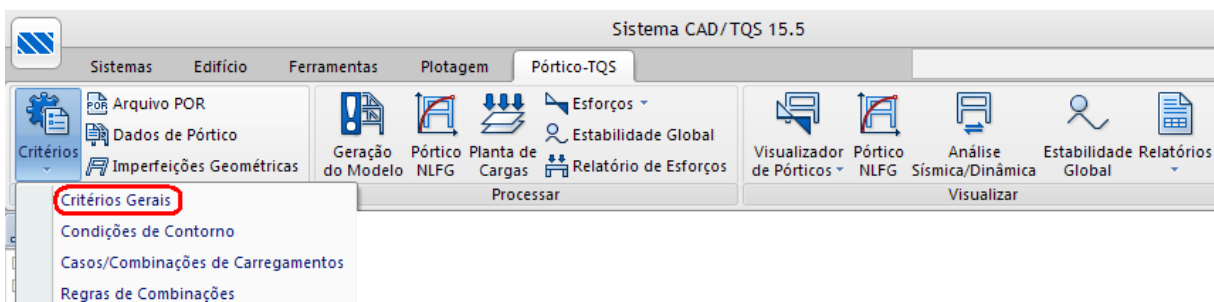 Sistema CAD/TQS 15.5
Sistemas Edifício Ferramentas Plotagem Pórtico-TQS
Critérios
POR Arquivo POR
Dados de Pórtico
Imperfeições Geométricas
Geração do Modelo
Pórtico NLFG
Planta de Cargas
Esforços
Estabilidade Global
Relatório de Esforços
Visualizador de Pórticos
Pórtico NLFG
Análise Sísmica/Dinâmica
Estabilidade Global
Relatórios
Processar
Visualizar
Critérios Gerais
Condições de Contorno
Casos/Combinações de Carregamentos
Regras de Combinações